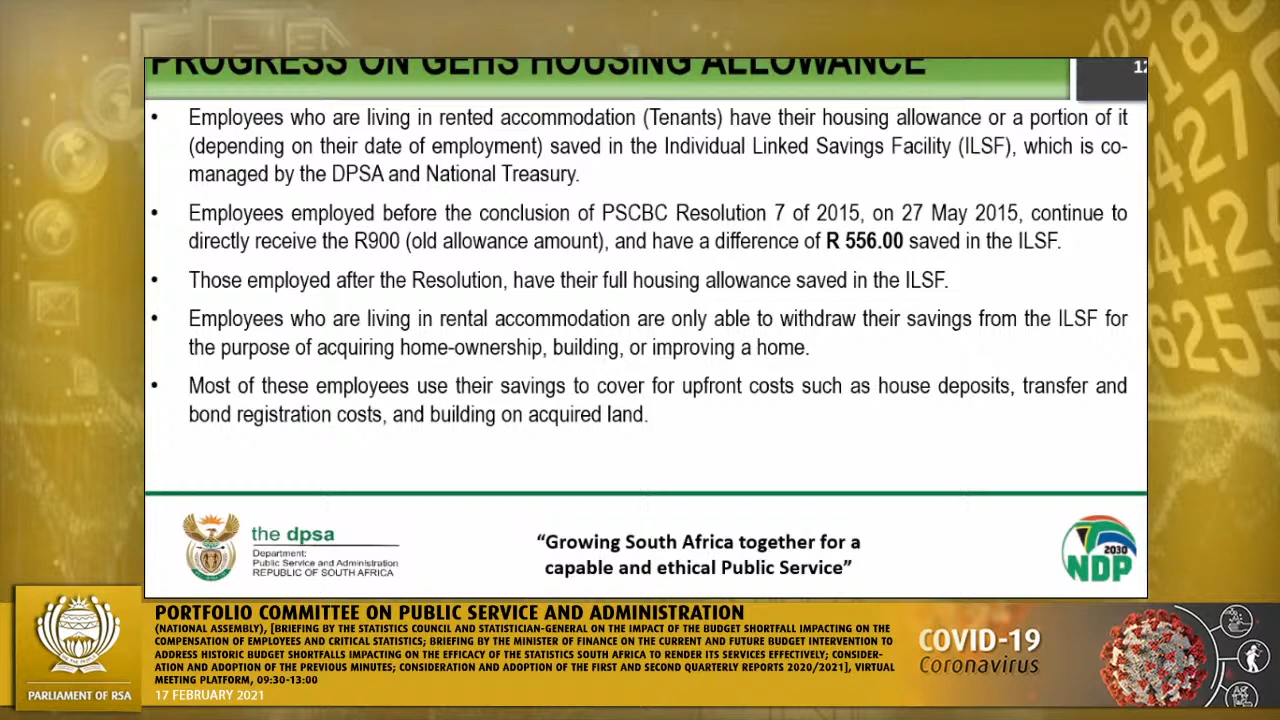 PROGRESS ON GEHS HOUSING ALLOWANCE
12
• Employees who are living in rented accommodation (Tenants) have their housing allowance or a portion of it
(depending on their date of employment) saved in the Individual Linked Savings Facility (ILSF), which is co-
managed by the DPSA and National Treasury.
• Employees employed before the conclusion of PSCBC Resolution 7 of 2015, on 27 May 2015, continue to
directly receive the R900 (old allowance amount), and have a difference of R 556.00 saved in the ILSF.
• Those employed after the Resolution, have their full housing allowance saved in the ILSF.
• Employees who are living in rental accommodation are only able to withdraw their savings from the ILSF for
the purpose of acquiring home-ownership, building, or improving a home.
• Most of these employees use their savings to cover for upfront costs such as house deposits, transfer and
bond registration costs, and building on acquired land.
the dpsa
Department:
Public Service and Administration
REPUBLIC OF SOUTH AFRICA
“Growing South Africa together for a
capable and ethical Public Service”
2030
NDP
PORTFOLIO COMMITTEE ON PUBLIC SERVICE AND ADMINISTRATION
(NATIONAL ASSEMBLY), [BRIEFING BY THE STATISTICS COUNCIL AND STATISTICIAN-GENERAL ON THE IMPACT OF THE BUDGET SHORTFALL IMPACTING ON THE
COMPENSATION OF EMPLOYEES AND CRITICAL STATISTICS; BRIEFING BY THE MINISTER OF FINANCE ON THE CURRENT AND FUTURE BUDGET INTERVENTION TO
ADDRESS HISTORIC BUDGET SHORTFALLS IMPACTING ON THE EFFICACY OF THE STATISTICS SOUTH AFRICA TO RENDER ITS SERVICES EFFECTIVELY; CONSIDER-
ATION AND ADOPTION OF THE PREVIOUS MINUTES; CONSIDERATION AND ADOPTION OF THE FIRST AND SECOND QUARTERLY REPORTS 2020/2021], VIRTUAL
MEETING PLATFORM, 09:30-13:00
17 FEBRUARY 2021
PARLIAMENT OF RSA
COVID-19
Coronavirus